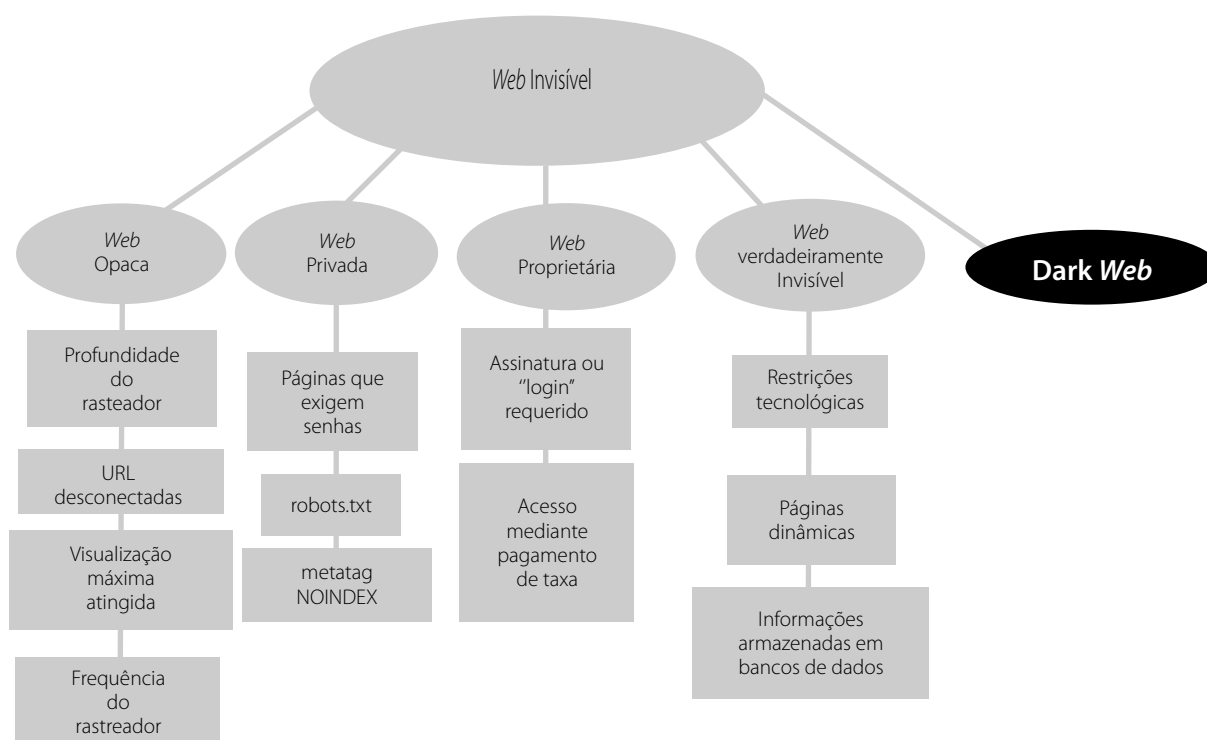 Web Invisível
Web
Opaca
Profundidade
do
rasteador
URL
desconectadas
Visualização
máxima
atingida
Frequência
do
rastreador
Web
Privada
Páginas que
exigem
senhas
robots.txt
metatag
NOINDEX
Web
Proprietária
Assinatura ou
“login”
requerido
Acesso
mediante
pagamento
de taxa
Web
verdadeiramente
Invisível
Restrições
tecnológicas
Páginas
dinâmicas
Informações
armazenadas em
bancos de dados
Dark Web